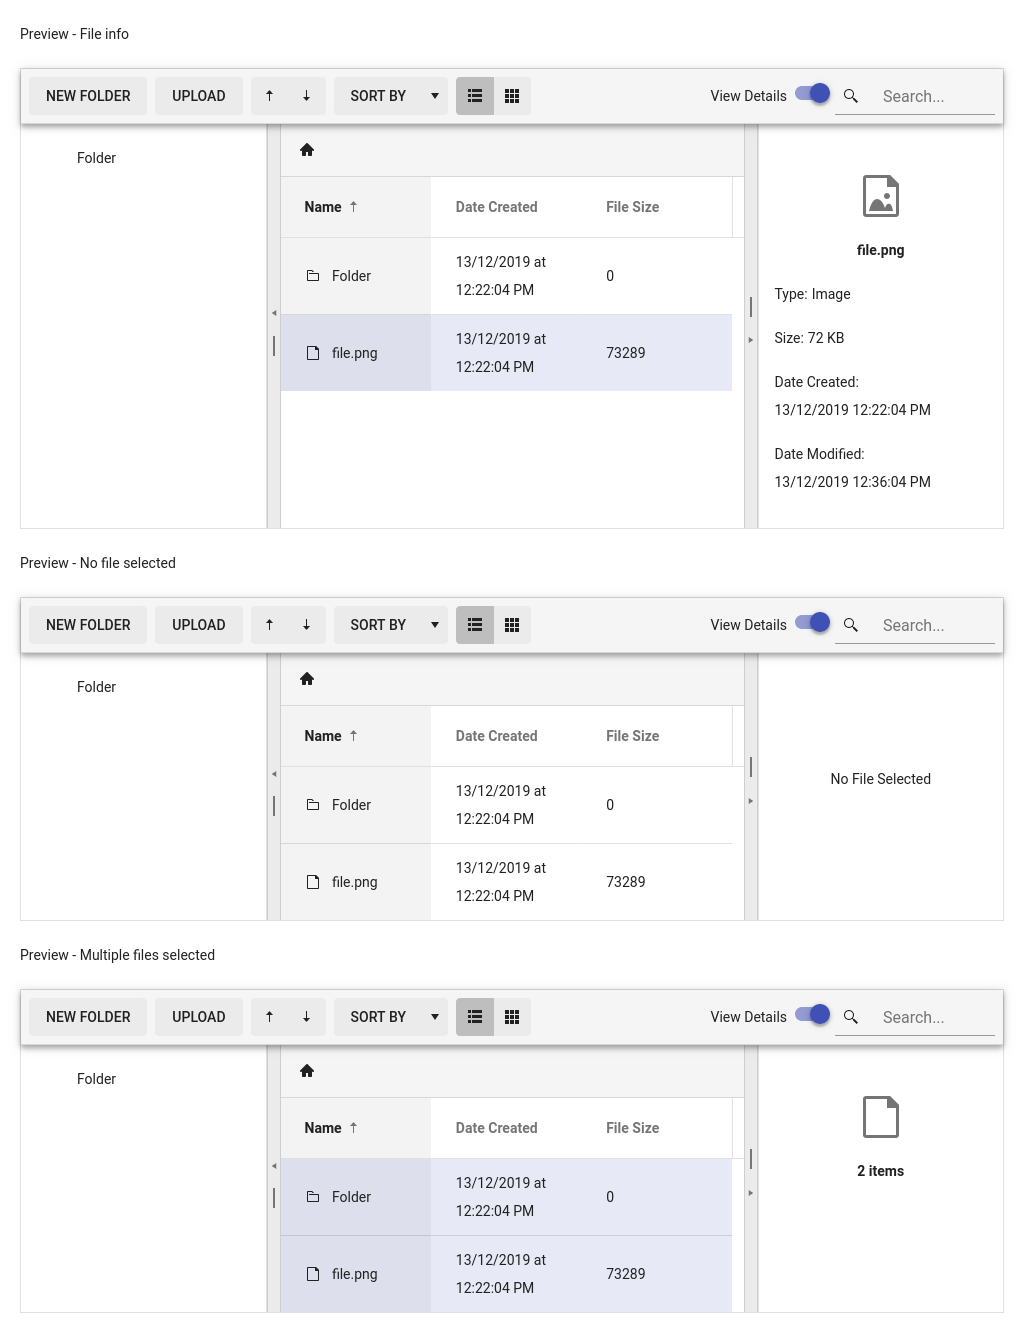 Preview - File info
NEW FOLDER UPLOAD SORT BY View Details Search...
Folder
Name Date Created File Size
Folder 13/12/2019 at 12:22:04 PM 0
file.png 13/12/2019 at 12:22:04 PM 73289
file.png
Type: Image
Size: 72 KB
Date Created:
13/12/2019 12:22:04 PM
Date Modified:
13/12/2019 12:36:04 PM
Preview - No file selected
NEW FOLDER UPLOAD SORT BY View Details Search...
Folder
Name Date Created File Size
Folder 13/12/2019 at 12:22:04 PM 0
file.png 13/12/2019 at 12:22:04 PM 73289
No File Selected
Preview - Multiple files selected
NEW FOLDER UPLOAD SORT BY View Details Search...
Folder
Name Date Created File Size
Folder 13/12/2019 at 12:22:04 PM 0
file.png 13/12/2019 at 12:22:04 PM 73289
2 items